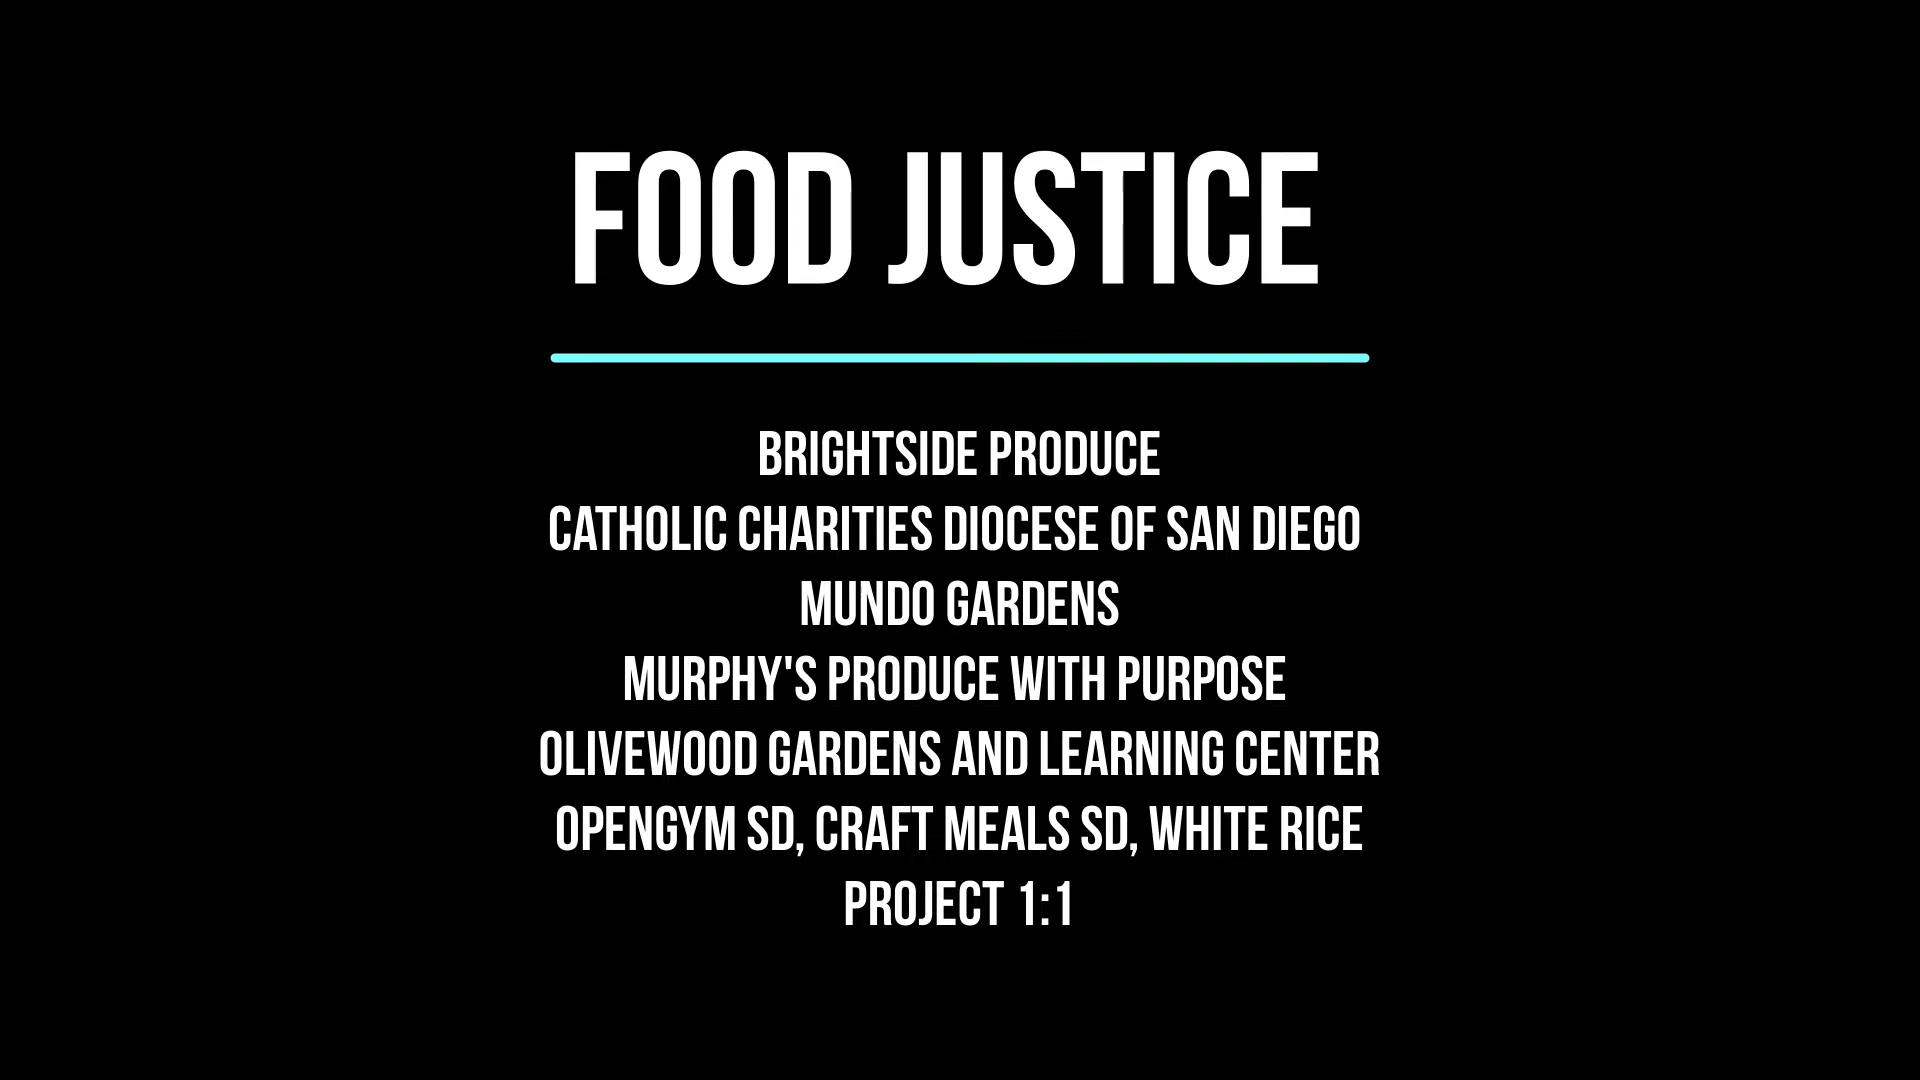 FOOD JUSTICE
BRIGHTSIDE PRODUCE
CATHOLIC CHARITIES DIOCESE OF SAN DIEGO
MUNDO GARDENS
MURPHY'S PRODUCE WITH PURPOSE
OLIVEWOOD GARDENS AND LEARNING CENTER
OPENGYM SD, CRAFT MEALS SD, WHITE RICE
PROJECT 1:1